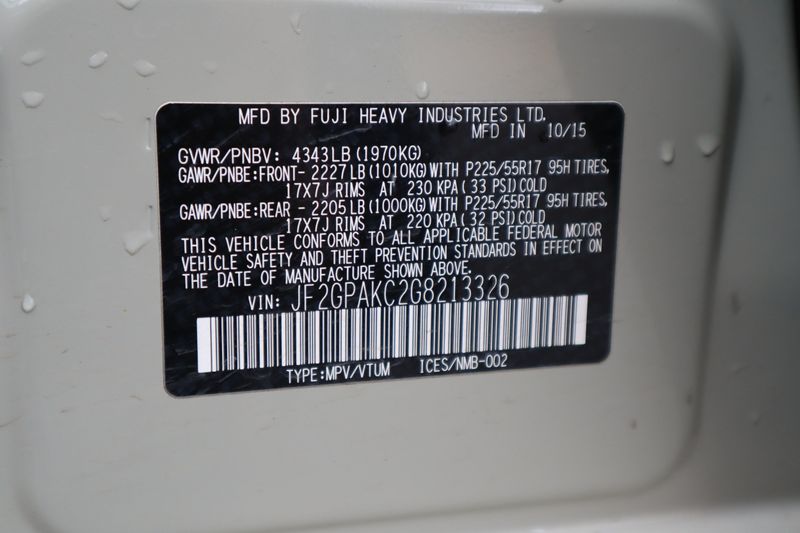 MFD BY FUJI HEAVY INDUSTRIES LTD.
MFD IN 10/15
GVWR/PNBV: 4343LB (1970KG)
GAWR/PNBE:FRONT- 2227LB (1010KG) WITH P225/55R17 95H TIRES,
17X7J RIMS AT 230 KPA (33 PSI) COLD
GAWR/PNBE:REAR - 2205LB (1000KG) WITH P225/55R17 95H TIRES,
17X7J RIMS AT 220 KPA (32 PSI) COLD
THIS VEHICLE CONFORMS TO ALL APPLICABLE FEDERAL MOTOR
VEHICLE SAFETY AND THEFT PREVENTION STANDARDS IN EFFECT ON
THE DATE OF MANUFACTURE SHOWN ABOVE.
VIN: JF2GPAKC2G8213326
TYPE:MPV/VTUM ICES/NMB-002